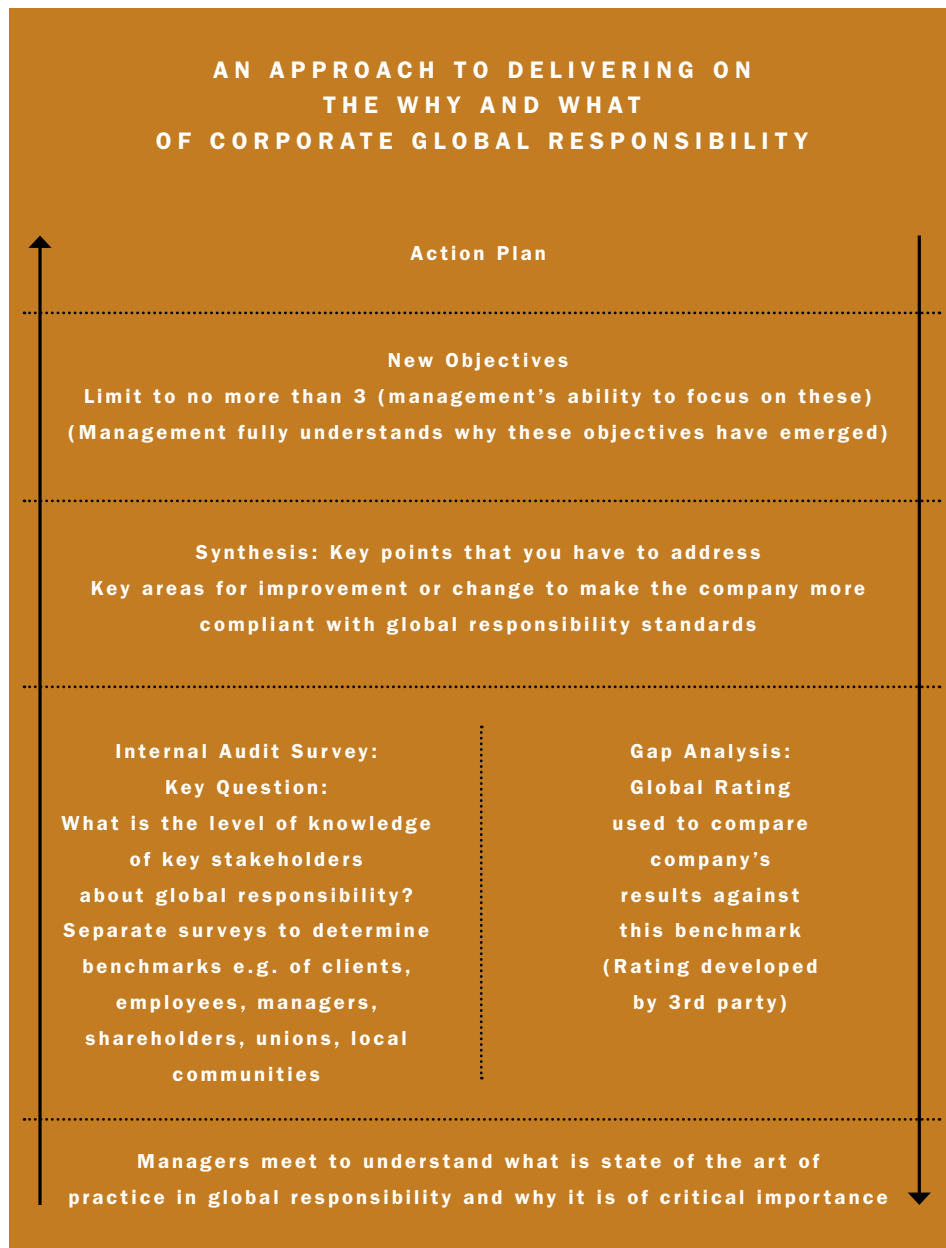 AN APPROACH TO DELIVERING ON
THE WHY AND WHAT
OF CORPORATE GLOBAL RESPONSIBILITY
Action Plan
New Objectives
Limit to no more than 3 (management's ability to focus on these)
(Management fully understands why these objectives have emerged)
Synthesis: Key points that you have to address
Key areas for improvement or change to make the company more
compliant with global responsibility standards
Internal Audit Survey:
Key Question:
What is the level of knowledge
of key stakeholders
about global responsibility?
Separate surveys to determine
benchmarks e.g. of clients,
employees, managers,
shareholders, unions, local
communities
Gap Analysis:
Global Rating
used to compare
company's
results against
this benchmark
(Rating developed
by 3rd party)
Managers meet to understand what is state of the art of
practice in global responsibility and why it is of critical importance